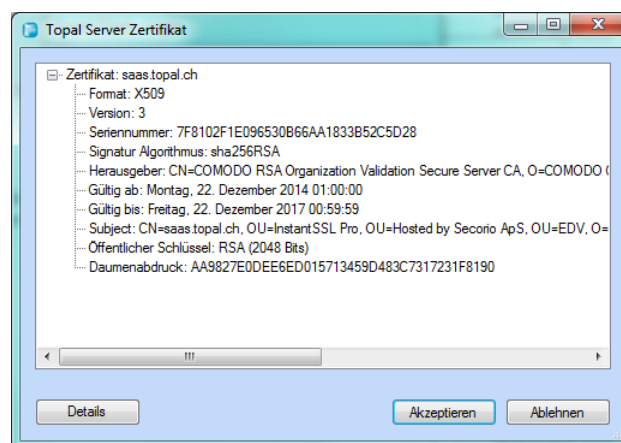 Topal Server Zertifikat
Zertifikat: saas.topal.ch
Format: X509
Version: 3
Seriennummer: 7F8102F1E096530B66AA1833B52C5D28
Signatur Algorithmus: sha256RSA
Herausgeber: CN=COMODO RSA Organization Validation Secure Server CA, O=COMODO
Gültig ab: Montag, 22. Dezember 2014 01:00:00
Gültig bis: Freitag, 22. Dezember 2017 00:59:59
Subject: CN=saas.topal.ch, OU=InstantSSL Pro, OU=Hosted by Secorio ApS, OU=EDV, O=
Öffentlicher Schlüssel: RSA (2048 Bits)
Daumenabdruck: AA9827E0DEE6ED015713459D483C7317231F8190
Details Akzeptieren Ablehnen